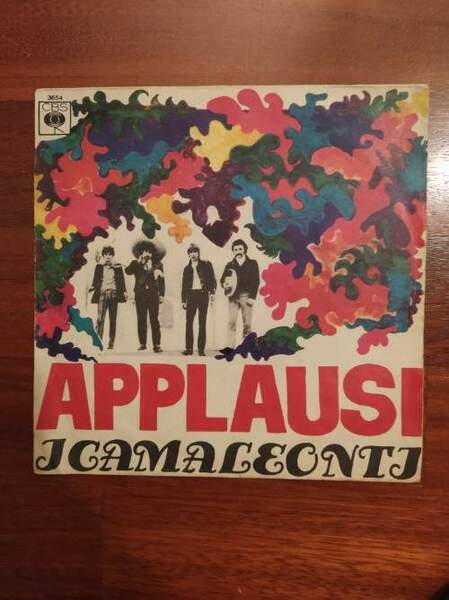 3654
CBS
APPLAUSI
I CAMALEONTI